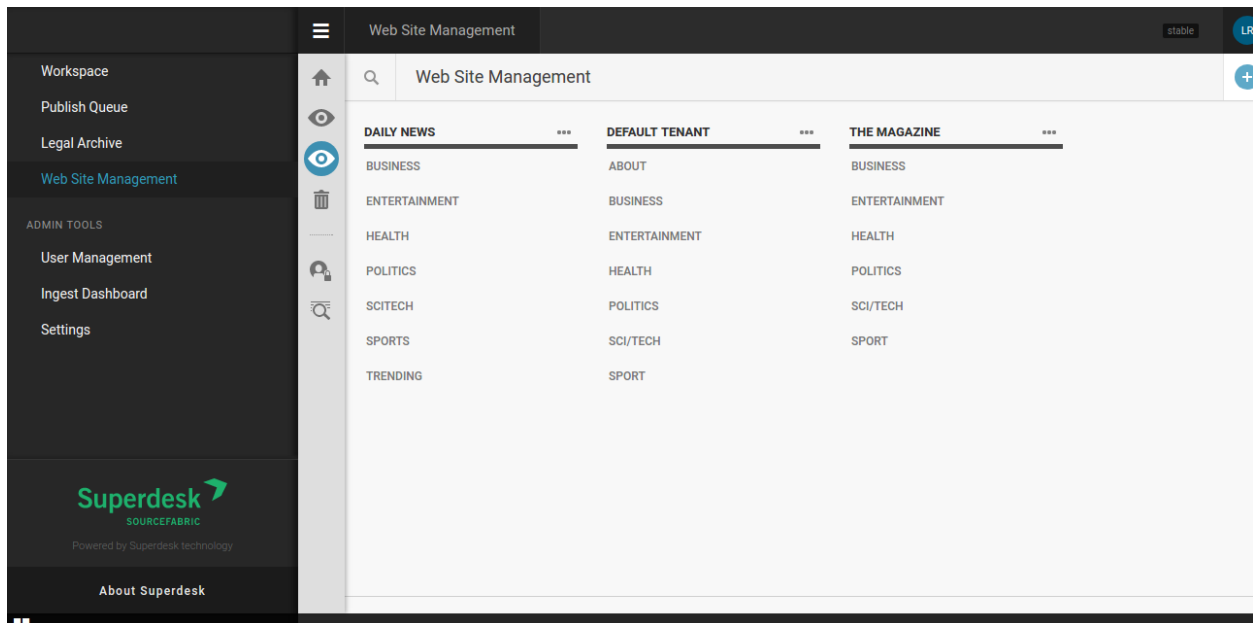 Web Site Management
stable
LR
Workspace
Publish Queue
Legal Archive
Web Site Management
ADMIN TOOLS
User Management
Ingest Dashboard
Settings
Superdesk
SOURCEFABRIC
Powered by Superdesk technology
About Superdesk
Web Site Management
DAILY NEWS
BUSINESS
ENTERTAINMENT
HEALTH
POLITICS
SCITECH
SPORTS
TRENDING
DEFAULT TENANT
ABOUT
BUSINESS
ENTERTAINMENT
HEALTH
POLITICS
SCI/TECH
SPORT
THE MAGAZINE
BUSINESS
ENTERTAINMENT
HEALTH
POLITICS
SCI/TECH
SPORT